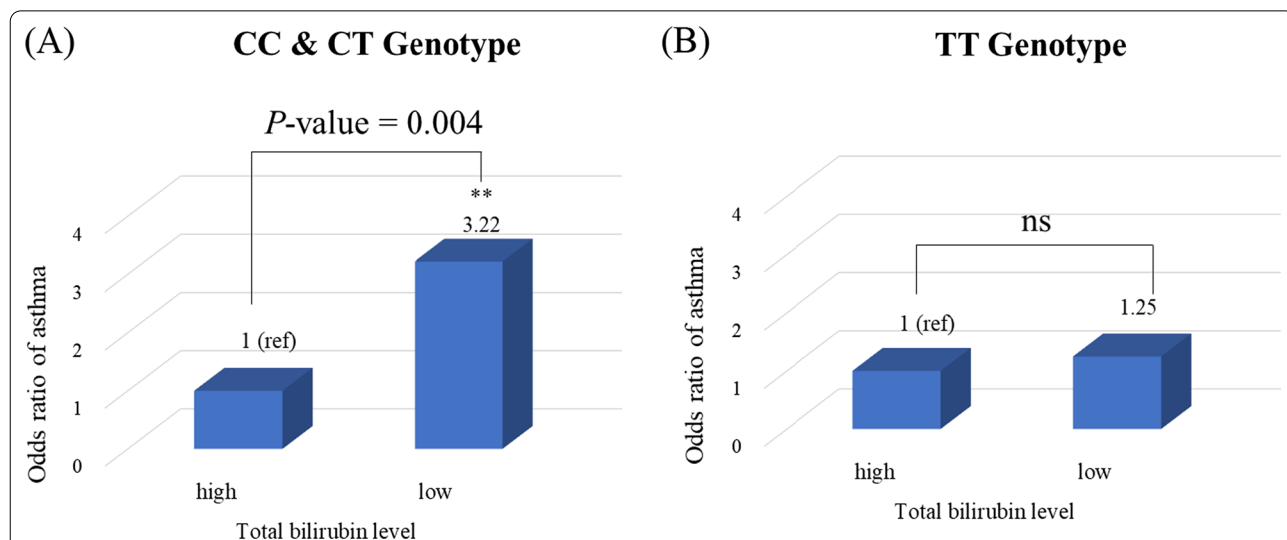 (A)
CC & CT Genotype
P-value = 0.004
**
3.22
1 (ref)
4
3
2
1
0
Odds ratio of asthma
high
low
Total bilirubin level
(B)
TT Genotype
ns
1.25
1 (ref)
4
3
2
1
0
Odds ratio of asthma
high
low
Total bilirubin level